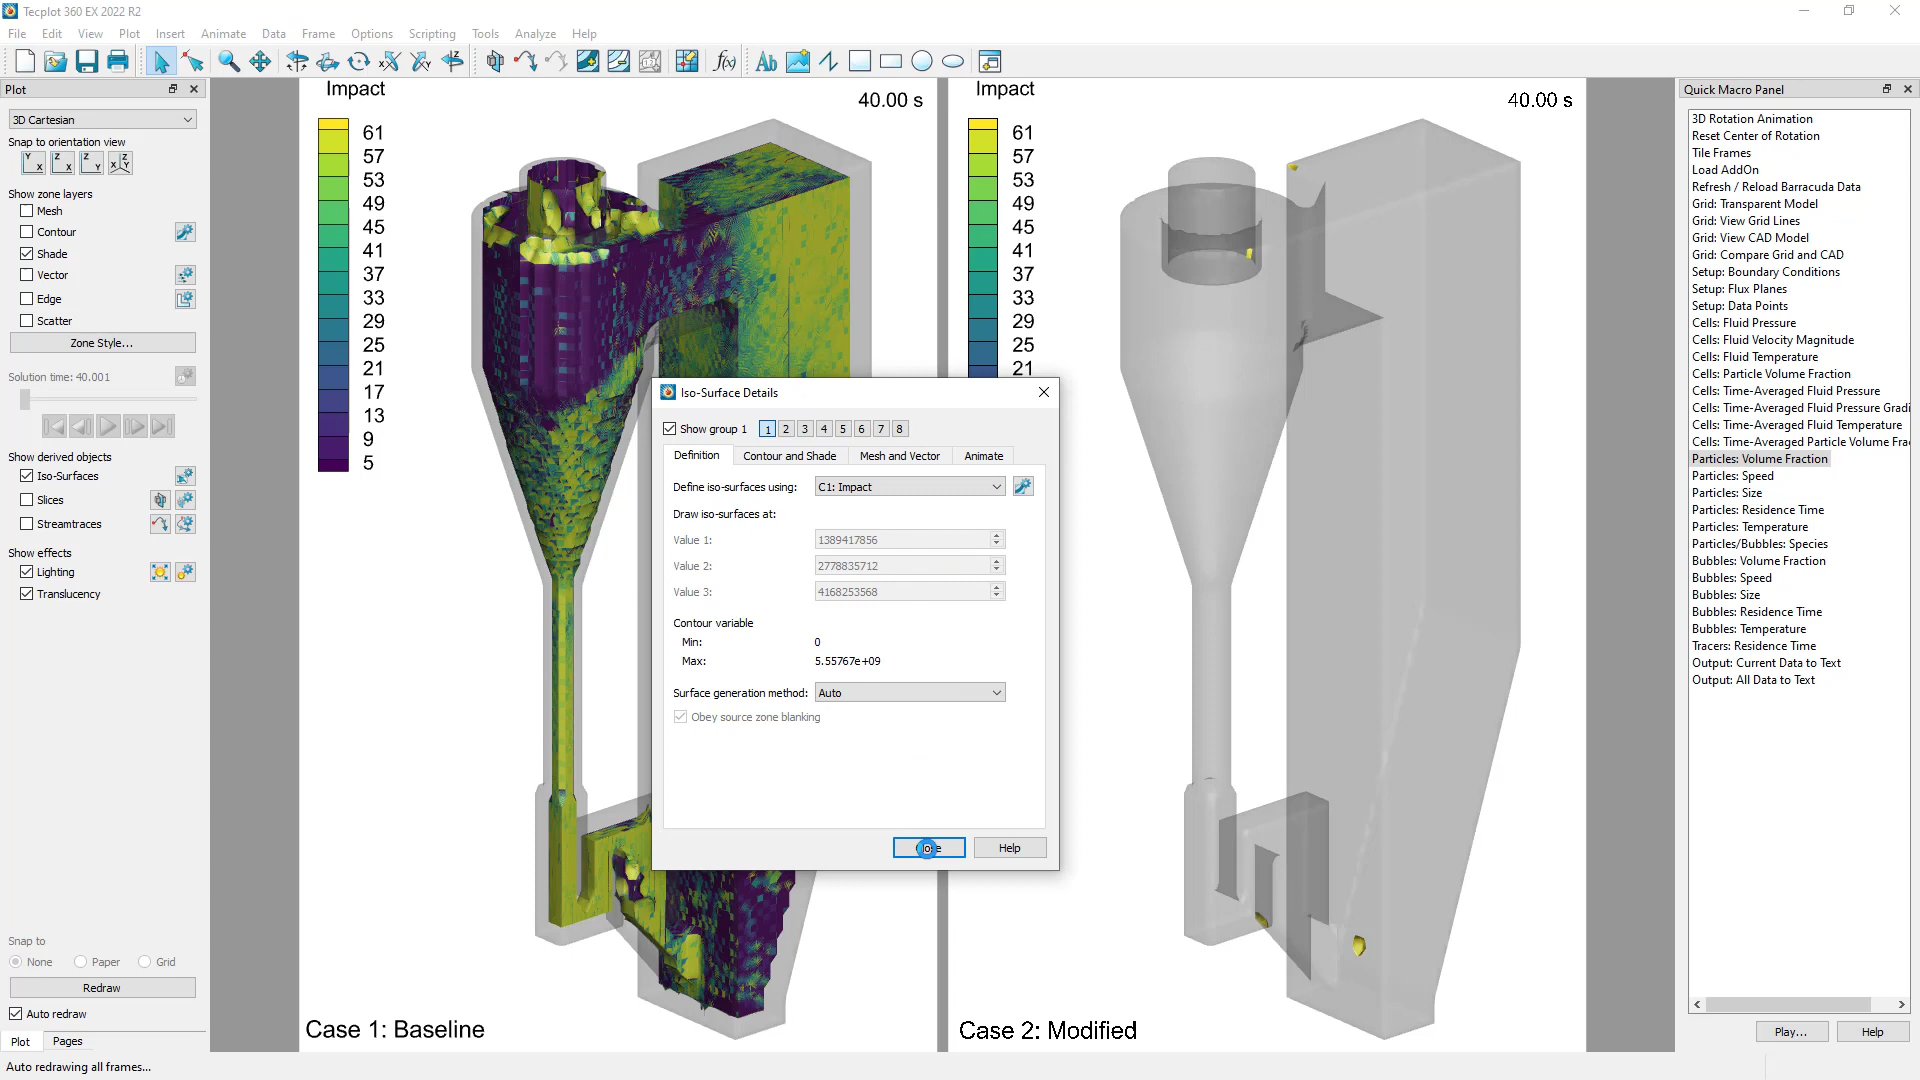 Tecplot 360 EX 2022 R2
File Edit View Plot Insert Animate Data Frame Options Scripting Tools Analyze Help
Plot
3D Cartesian
Snap to orientation view
Show zone layers
Mesh
Contour
Shade
Vector
Edge
Scatter
Zone Style...
Solution time: 40.001
Show derived objects
Iso-Surfaces
Slices
Streamtraces
Show effects
Lighting
Translucency
Snap to
None Paper Grid
Redraw
Auto redraw
Plot Pages
Auto redrawing all frames...
Impact
40.00 s
61
57
53
49
45
41
37
33
29
25
21
17
13
9
5
Case 1: Baseline
Impact
40.00 s
61
57
53
49
45
41
37
33
29
25
21
Case 2: Modified
Iso-Surface Details
Show group 1 1 2 3 4 5 6 7 8
Definition Contour and Shade Mesh and Vector Animate
Define iso-surfaces using: C1: Impact
Draw iso-surfaces at:
Value 1: 1389417856
Value 2: 2778835712
Value 3: 4168253568
Contour variable
Min: 0
Max: 5.55767e+09
Surface generation method: Auto
Obey source zone blanking
Help
Quick Macro Panel
3D Rotation Animation
Reset Center of Rotation
Tile Frames
Load AddOn
Refresh / Reload Barracuda Data
Grid: Transparent Model
Grid: View Grid Lines
Grid: View CAD Model
Grid: Compare Grid and CAD
Setup: Boundary Conditions
Setup: Flux Planes
Setup: Data Points
Cells: Fluid Pressure
Cells: Fluid Velocity Magnitude
Cells: Fluid Temperature
Cells: Particle Volume Fraction
Cells: Time-Averaged Fluid Pressure
Cells: Time-Averaged Fluid Pressure Gradi
Cells: Time-Averaged Fluid Temperature
Cells: Time-Averaged Particle Volume Fra
Particles: Volume Fraction
Particles: Speed
Particles: Size
Particles: Residence Time
Particles: Temperature
Particles/Bubbles: Species
Bubbles: Volume Fraction
Bubbles: Speed
Bubbles: Size
Bubbles: Residence Time
Bubbles: Temperature
Tracers: Residence Time
Output: Current Data to Text
Output: All Data to Text
Play... Help